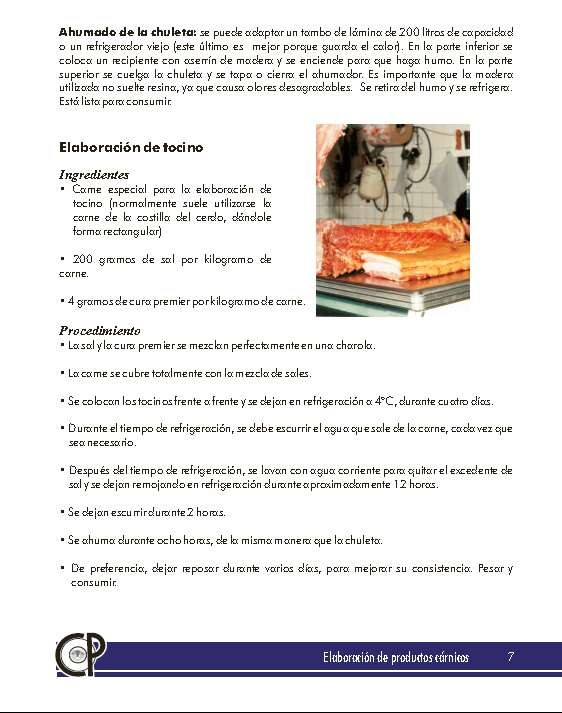 Ahumado de la chuleta: se puede adaptar un tambo de lámina de 200 litros de capacidad
o un refrigerador viejo (este último es mejor porque guarda el calor). En la parte inferior se
coloca un recipiente con aserrín de madera y se enciende para que haga humo. En la parte
superior se cuelga la chuleta y se tapa o cierra el ahumador. Es importante que la madera
utilizada no suelte resina, ya que causa olores desagradables. Se retira del humo y se refrigera.
Está lista para consumir.
Elaboración de tocino
Ingredientes
• Carne especial para la elaboración de
tocino (normalmente suele utilizarse la
carne de la costilla del cerdo, dándole
forma rectangular)
• 200 gramos de sal por kilogramo de
carne.
• 4 gramos de cura premier por kilogramo de carne.
Procedimiento
• La sal y la cura premier se mezclan perfectamente en una charola.
• La carne se cubre totalmente con la mezcla de sales.
• Se colocan los tocinos frente a frente y se dejan en refrigeración a 4°C, durante cuatro días.
• Durante el tiempo de refrigeración, se debe escurrir el agua que sale de la carne, cada vez que
sea necesario.
• Después del tiempo de refrigeración, se lavan con agua corriente para quitar el excedente de
sal y se dejan remojando en refrigeración durante aproximadamente 12 horas.
• Se dejan escurrir durante 2 horas.
• Se ahuma durante ocho horas, de la misma manera que la chuleta.
• De preferencia, dejar reposar durante varios días, para mejorar su consistencia. Pesar y
consumir.
CP
Elaboración de productos cárnicos 7